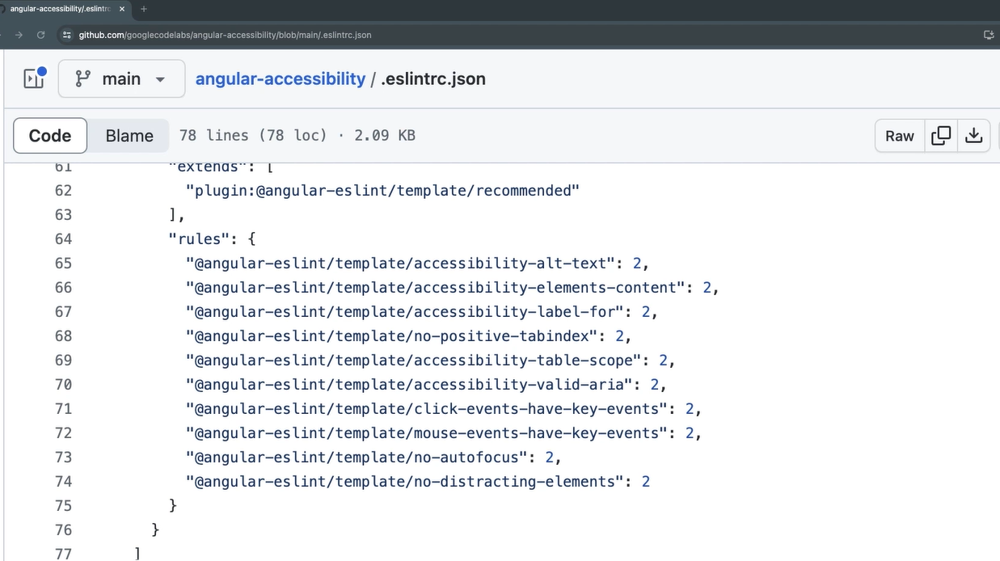 angular-accessibility/.eslintrc
github.com/googlecodelabs/angular-accessibility/blob/main/.eslintrc.json
main angular-accessibility / .eslintrc.json
Code Blame 78 lines (78 loc) · 2.09 KB Raw
61 "extends": [
62 "plugin:@angular-eslint/template/recommended"
63 ],
64 "rules": {
65 "@angular-eslint/template/accessibility-alt-text": 2,
66 "@angular-eslint/template/accessibility-elements-content": 2,
67 "@angular-eslint/template/accessibility-label-for": 2,
68 "@angular-eslint/template/no-positive-tabindex": 2,
69 "@angular-eslint/template/accessibility-table-scope": 2,
70 "@angular-eslint/template/accessibility-valid-aria": 2,
71 "@angular-eslint/template/click-events-have-key-events": 2,
72 "@angular-eslint/template/mouse-events-have-key-events": 2,
73 "@angular-eslint/template/no-autofocus": 2,
74 "@angular-eslint/template/no-distracting-elements": 2
75 }
76 }
77 ]